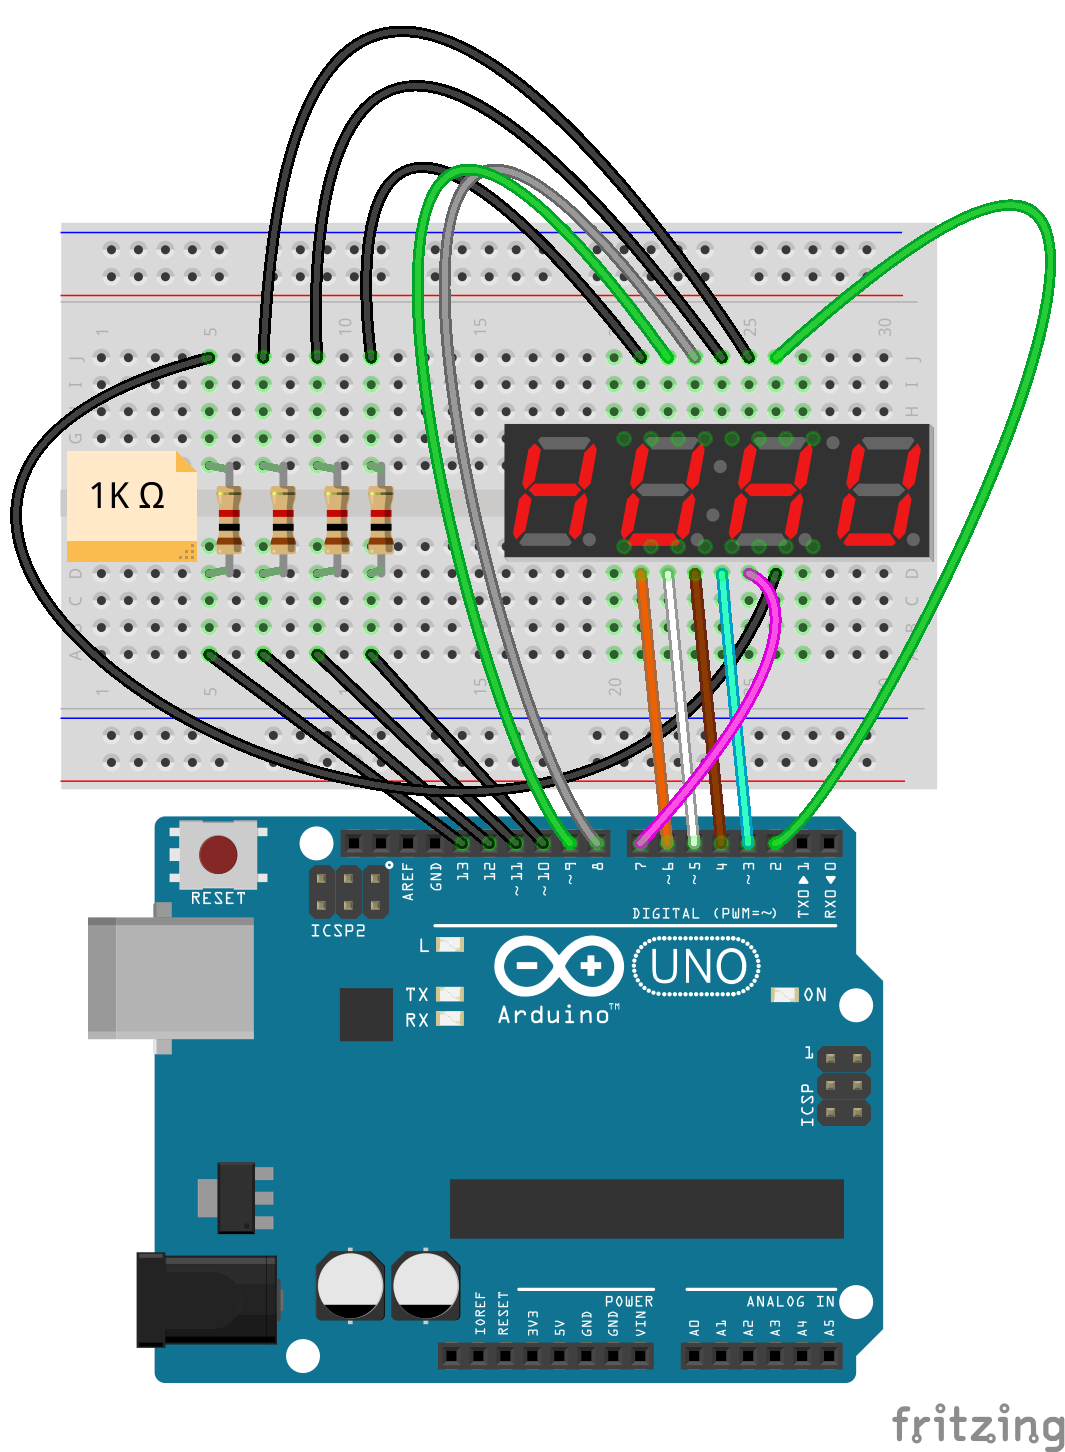 1 5 10 15 25 30
J J
I I
H
G
1K Ω
D D
C C
B
A A
1 5 1 15 20 25 30
RESET
AREF
GND
13
12
~11
~10
~9
8
7
~6
~5
4
~3
2
TX0▶1
RX0◀0
ICSP2
DIGITAL (PWM=~)
L
TX
RX
UNO
Arduino™
ON
1
ICSP
IOREF
RESET
3V3
5V
GND
GND
VIN
POWER
ANALOG IN
A0
A1
A2
A3
A4
A5
fritzing